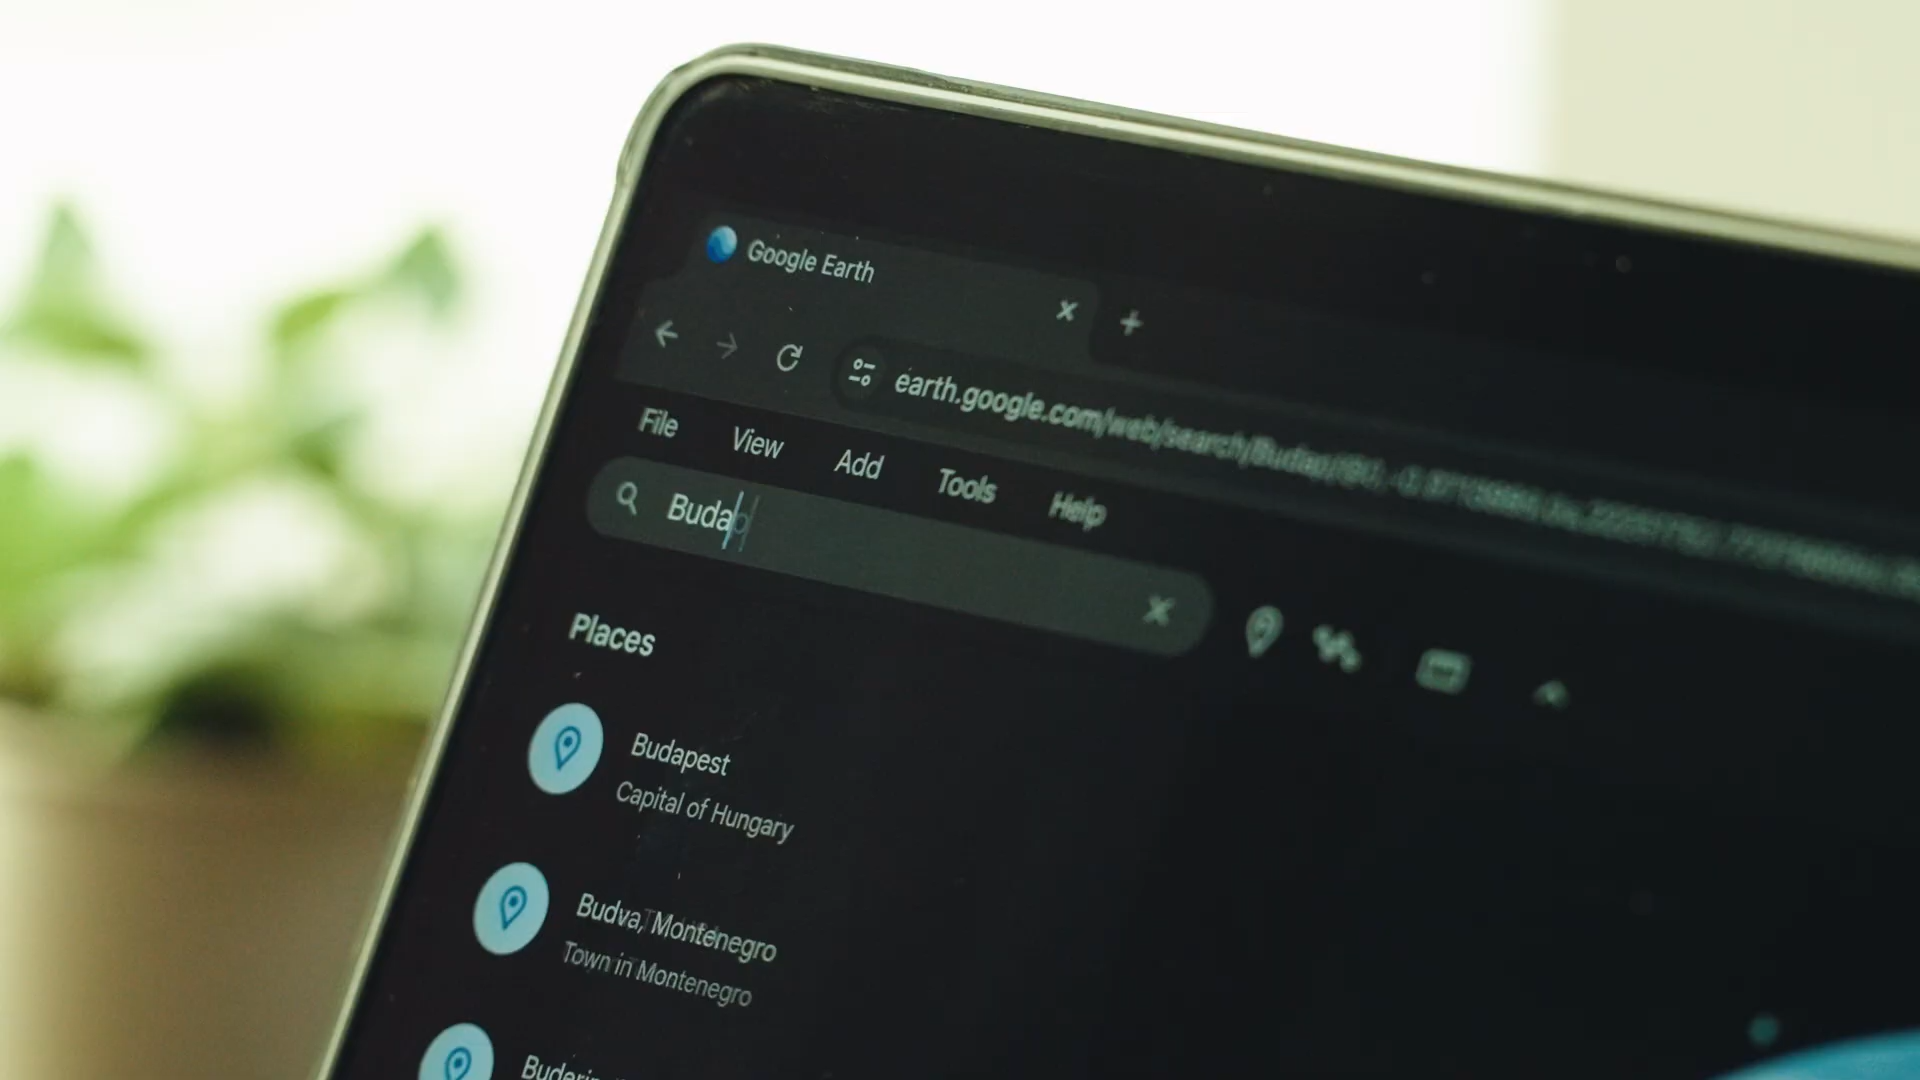 Google Earth
earth.google.com/web/search/Budap
File View Add Tools Help
Buda
Places
Budapest
Capital of Hungary
Budva, Montenegro
Town in Montenegro